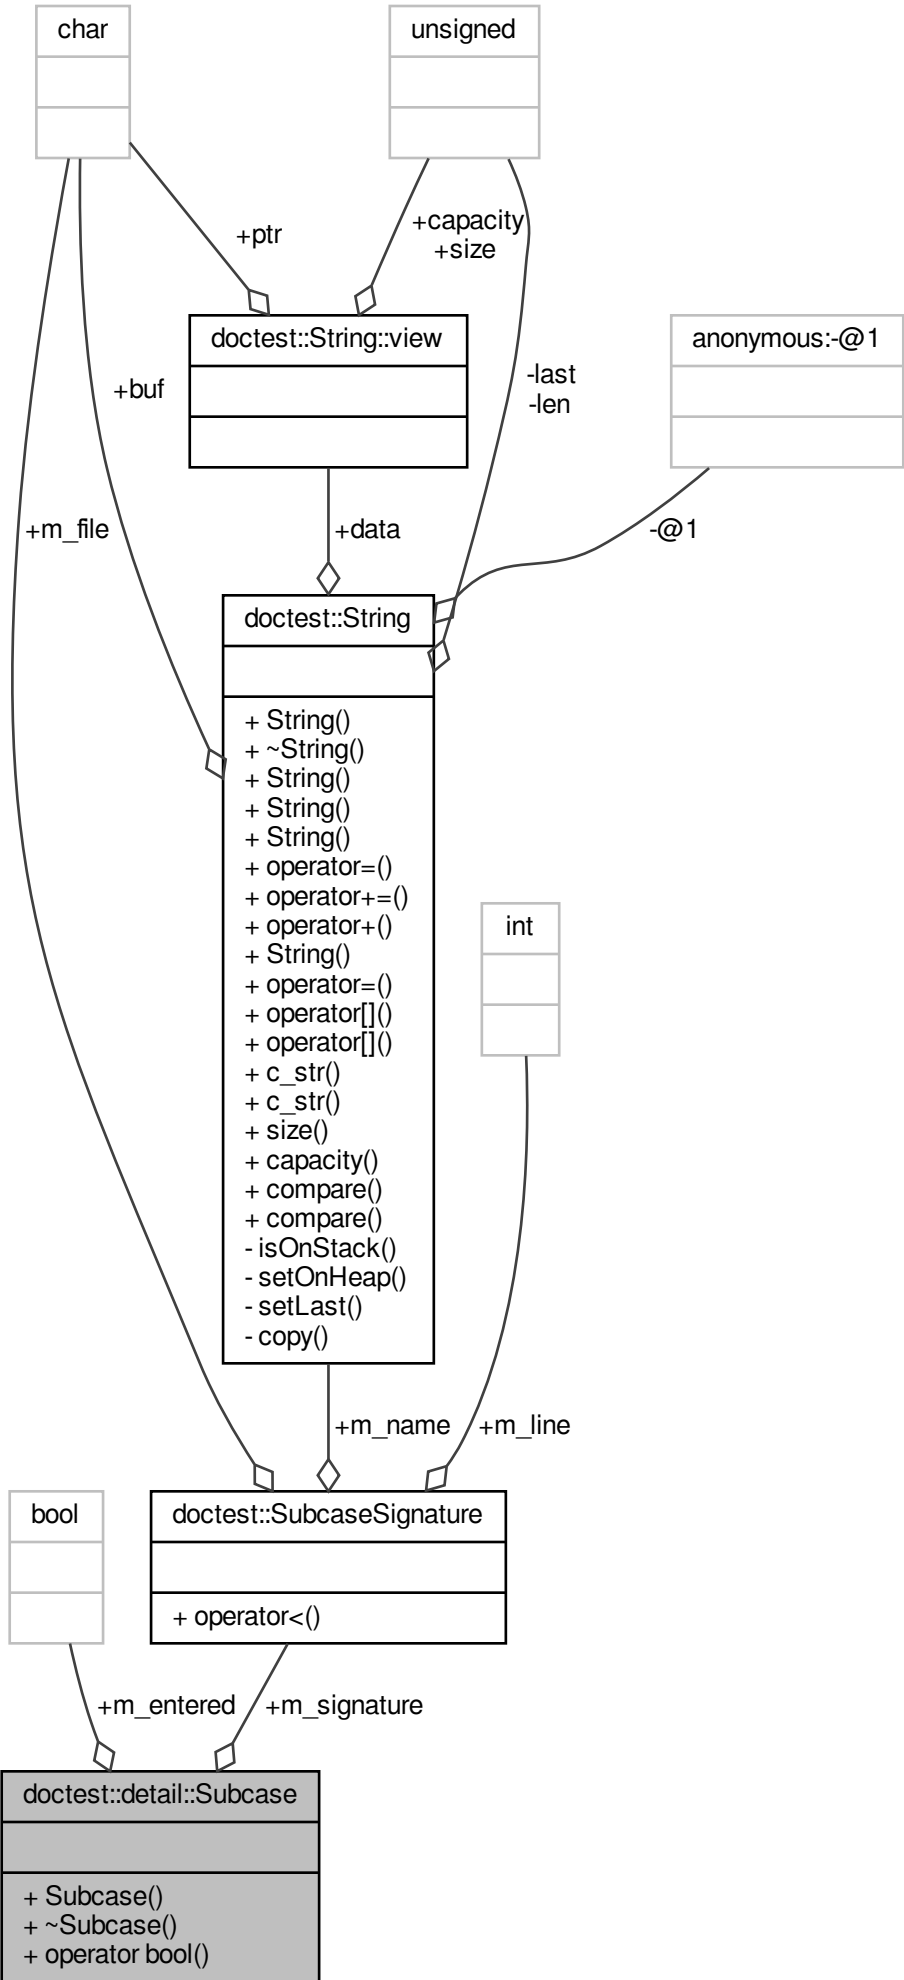 char
unsigned
+ptr
+capacity
+size
doctest::String::view
anonymous:-@1
+buf
-last
-len
+m_file
+data
-@1
doctest::String
+ String()
+ ~String()
+ String()
+ String()
+ String()
+ operator=()
+ operator+=()
+ operator+()
+ String()
+ operator=()
+ operator[]()
+ operator[]()
+ c_str()
+ c_str()
+ size()
+ capacity()
+ compare()
+ compare()
- isOnStack()
- setOnHeap()
- setLast()
- copy()
int
+m_name
+m_line
bool
doctest::SubcaseSignature
+ operator<()
+m_entered
+m_signature
doctest::detail::Subcase
+ Subcase()
+ ~Subcase()
+ operator bool()